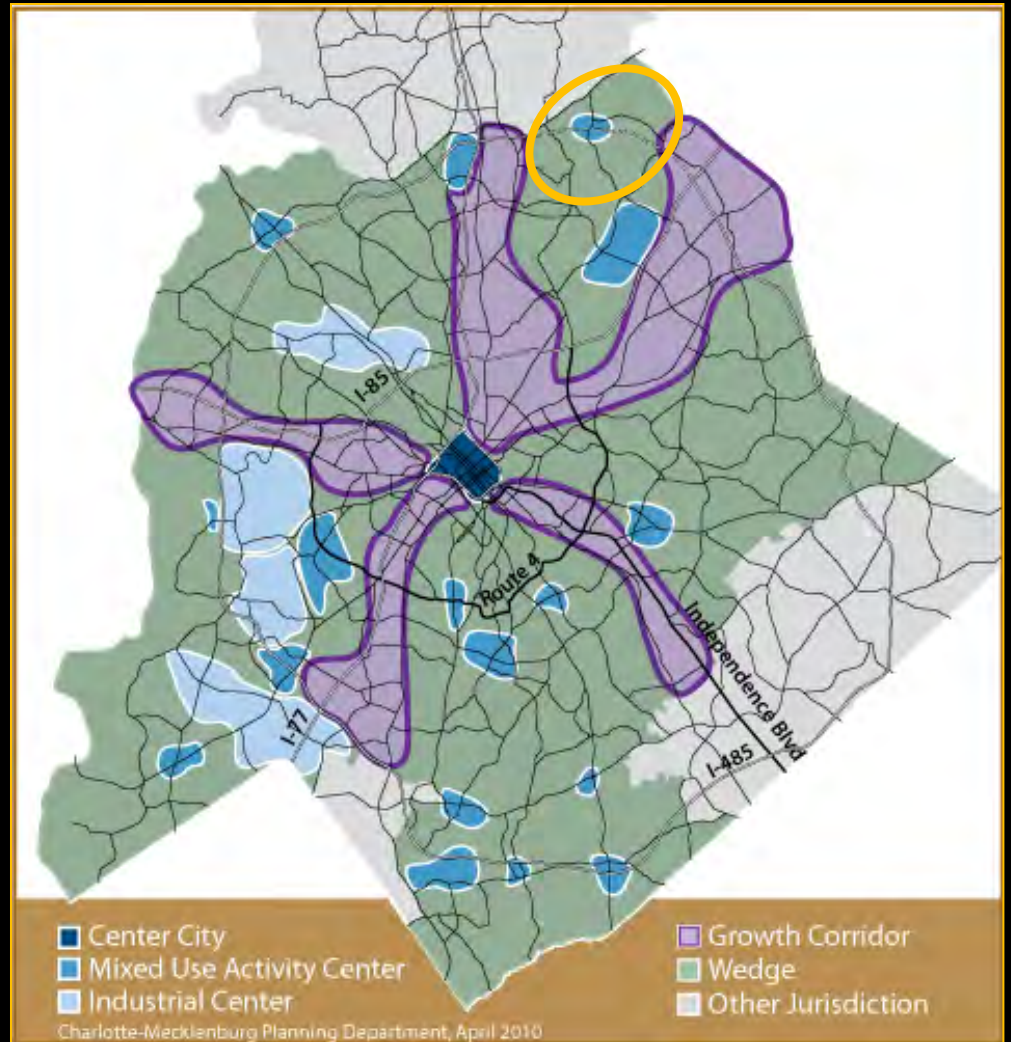 I-85
Route 4
Independence Blvd
I-77
I-485
Center City
Mixed Use Activity Center
Industrial Center
Growth Corridor
Wedge
Other Jurisdiction
Charlotte-Mecklenburg Planning Department, April 2010